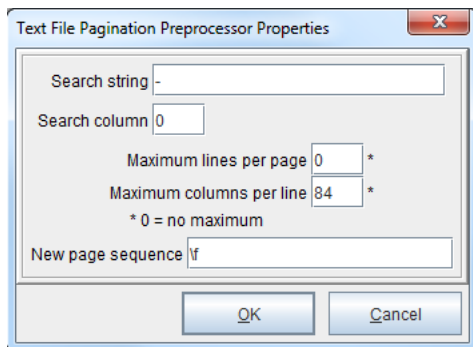 Text File Pagination Preprocessor Properties
Search string -
Search column 0
Maximum lines per page 0 *
Maximum columns per line 84 *
* 0 = no maximum
New page sequence \f
OK Cancel